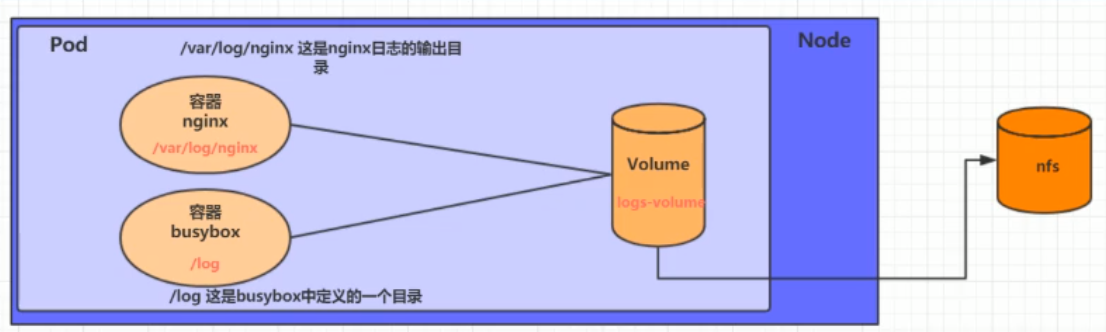 Pod
Node
/var/log/nginx 这是nginx日志的输出目
录
容器
nginx
/var/log/nginx
Volume
logs-volume
nfs
容器
busybox
/log
/log 这是busybox中定义的一个目录